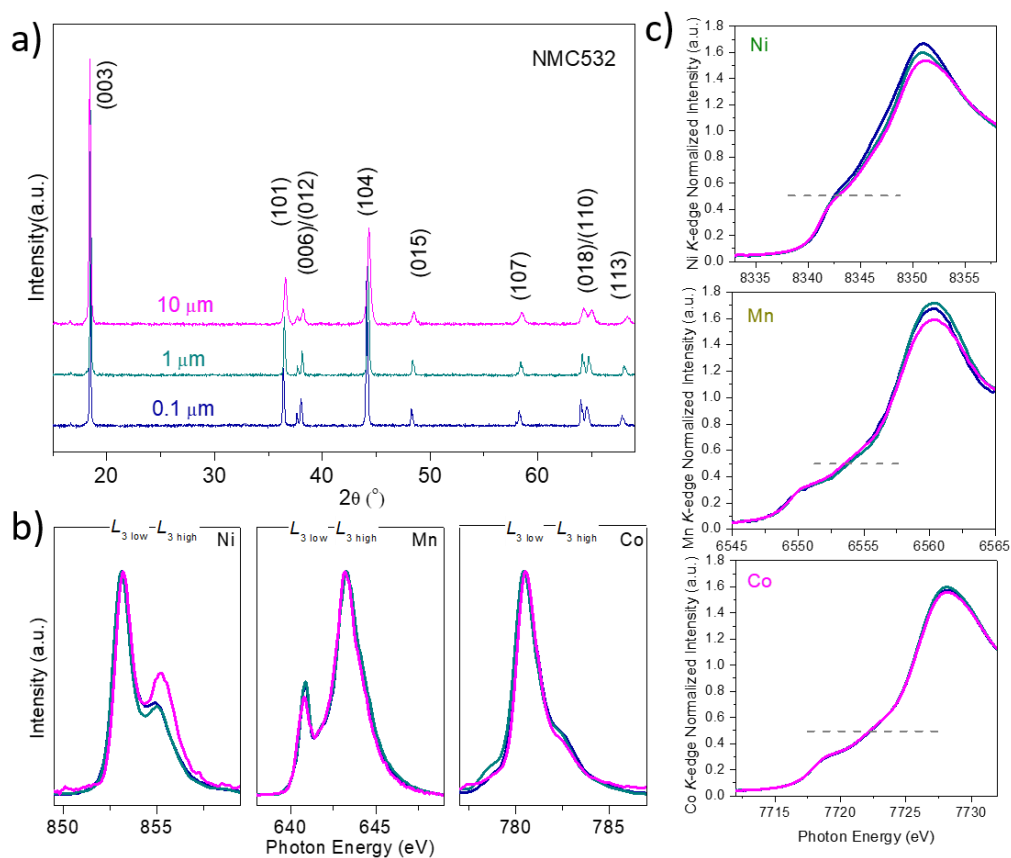 a)
NMC532
(003)
(101)
(006)/(012)
(104)
(015)
(107)
(018)/(110)
(113)
10 μm
1 μm
0.1 μm
Intensity(a.u.)
20 30 40 50 60
2θ (°)
b)
L3 low L3 high Ni
L3 low L3 high Mn
L3 low L3 high Co
Intensity (a.u.)
850 855
640 645
780 785
Photon Energy (eV)
c)
Ni
Ni K-edge Normalized Intensity (a.u.)
1.8
1.6
1.4
1.2
1.0
0.8
0.6
0.4
0.2
0.0
8335 8340 8345 8350 8355
Mn
Mn K-edge Normalized Intensity (a.u.)
1.8
1.6
1.4
1.2
1.0
0.8
0.6
0.4
0.2
0.0
6545 6550 6555 6560 6565
Co
Co K-edge Normalized Intensity (a.u.)
1.8
1.6
1.4
1.2
1.0
0.8
0.6
0.4
0.2
0.0
7715 7720 7725 7730
Photon Energy (eV)